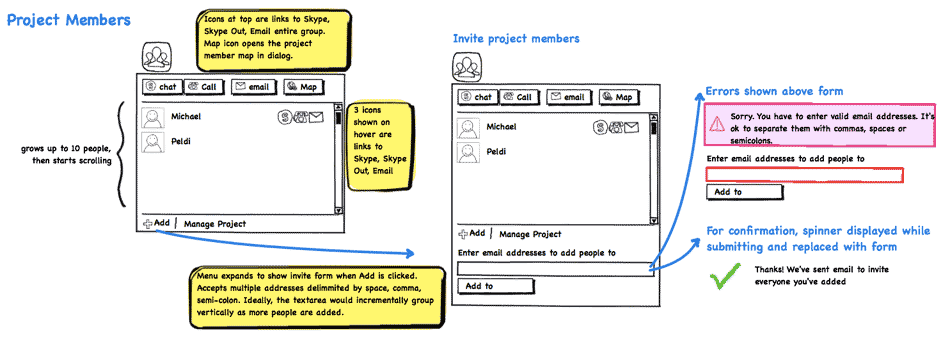 Project Members
Icons at top are links to Skype,
Skype Out, Email entire group.
Map icon opens the project
member map in dialog.
chat Call email Map
Michael
Peldi
grows up to 10 people,
then starts scrolling
3 icons
shown
on
hover are
links to
Skype, Skype
Out, Email
Add | Manage Project
Menu expands to show invite form when Add is clicked.
Accepts multiple addresses delimmited by space, comma,
semi-colon. Ideally, the textarea would incrementally group
vertically as more people are added.
Invite project members
chat Call email Map
Michael
Peldi
Add | Manage Project
Enter email addresses to add people to
Add to
Errors shown above form
Sorry. You have to enter valid email addresses. It's
ok to separate them with commas, spaces or
semicolons.
Enter email addresses to add people to
Add to
For confirmation, spinner displayed while
submitting and replaced with form
Thanks! We've sent email to invite
everyone you've added